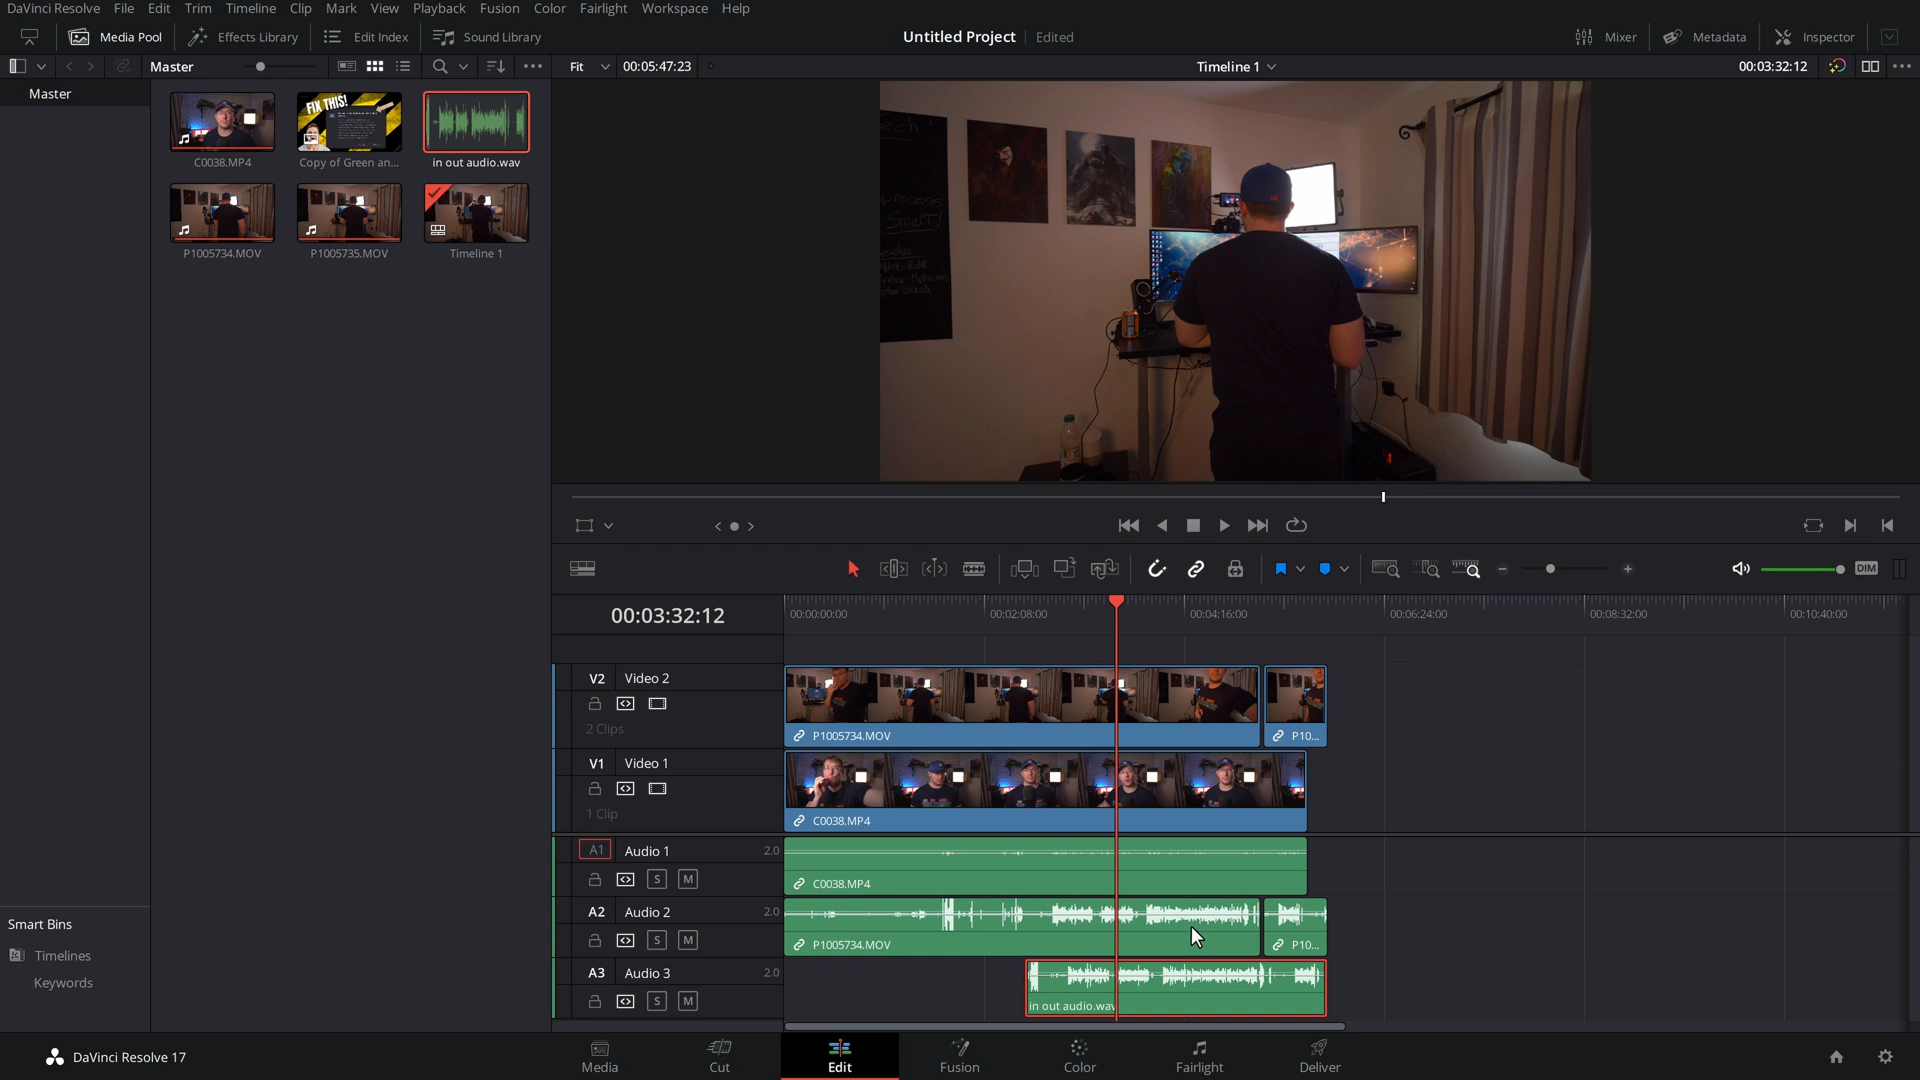 DaVinci Resolve File Edit Trim Timeline Clip Mark View Playback Fusion Color Fairlight Workspace Help
Media Pool Effects Library Edit Index Sound Library Untitled Project Edited Mixer Metadata Inspector
Master Fit 00:05:47:23 Timeline 1 00:03:32:12
Master
FIX THIS!
C0038.MP4 Copy of Green an... in out audio.wav
P1005734.MOV P1005735.MOV Timeline 1
DIM
00:03:32:12 00:00:00:00 00:02:08:00 00:04:16:00 00:06:24:00 00:08:32:00 00:10:40:00
V2 Video 2
2 Clips
P1005734.MOV P10...
V1 Video 1
1 Clip
C0038.MP4
A1 Audio 1 2.0
S M
C0038.MP4
A2 Audio 2 2.0
S M
P1005734.MOV P10...
A3 Audio 3 2.0
S M
in out audio.wav
Smart Bins
Timelines
Keywords
DaVinci Resolve 17
Media Cut Edit Fusion Color Fairlight Deliver